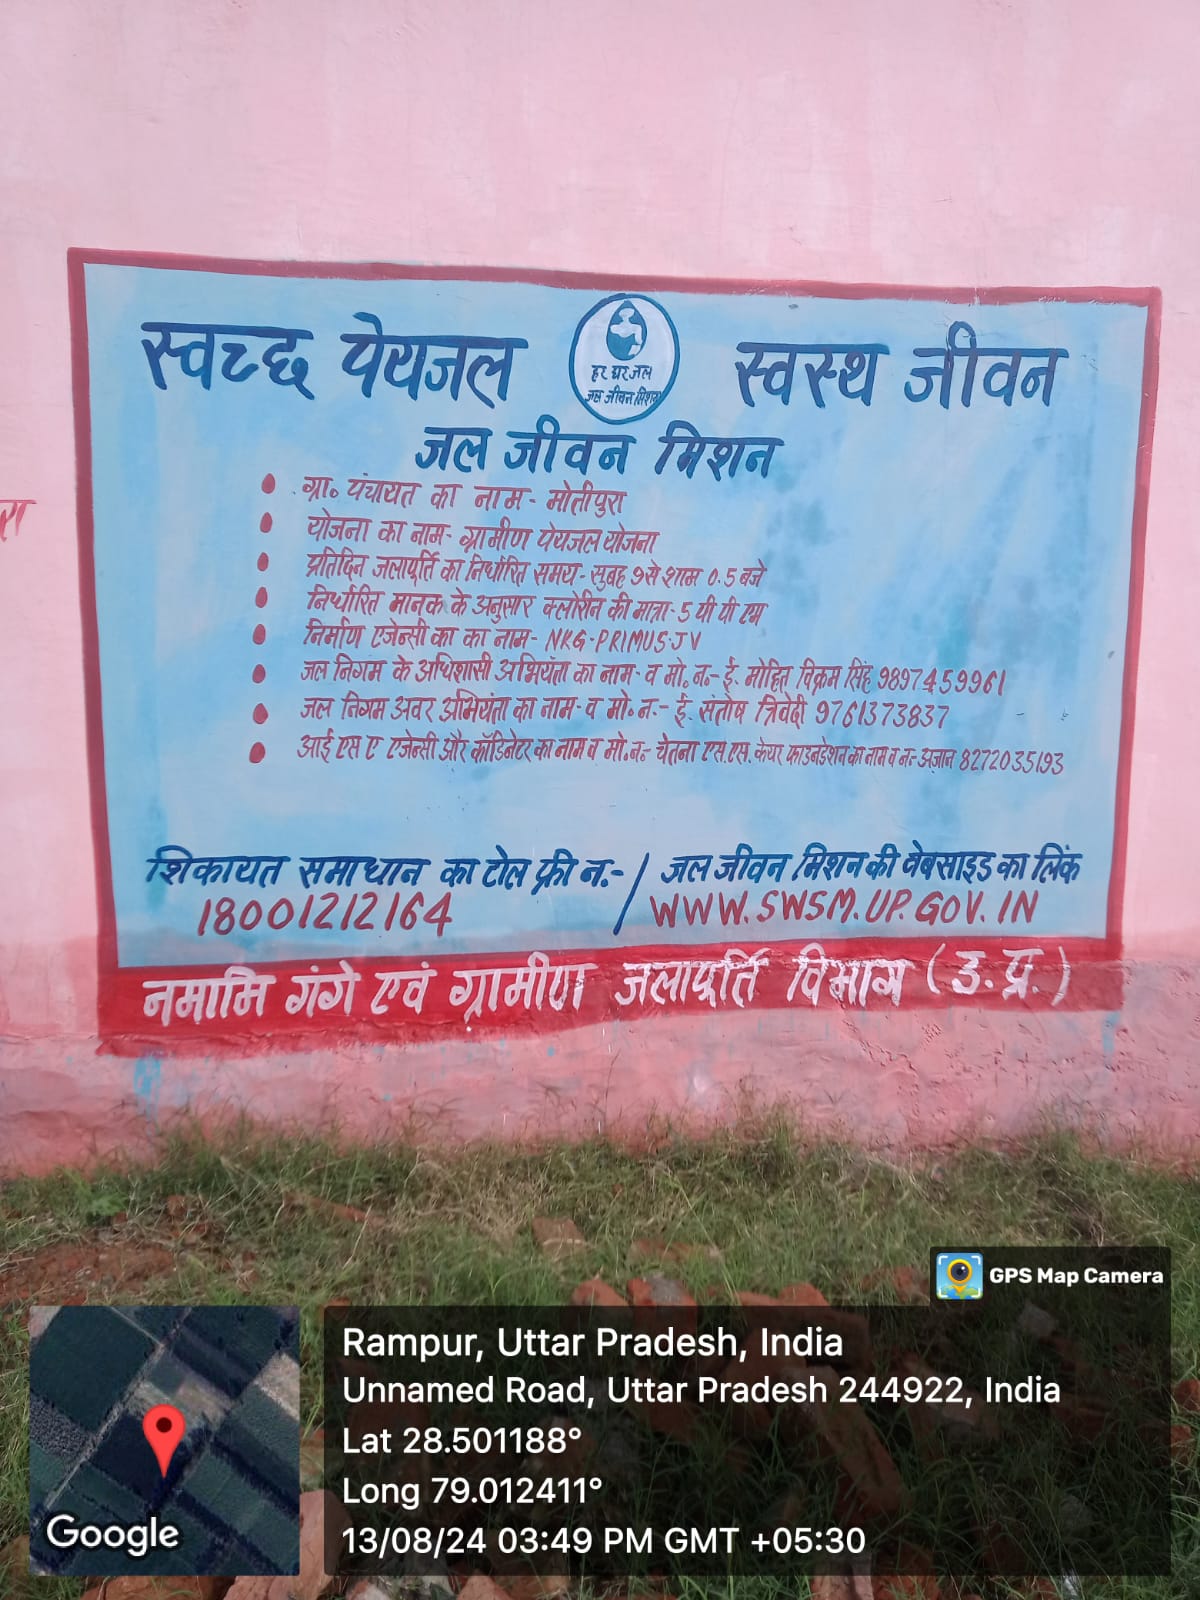 स्वच्छ पेयजल
हर घर जल
जल जीवन मिशन
स्वस्थ जीवन
जल जीवन मिशन
ग्रा॰ पंचायत का नाम- मोतीपुरा
योजना का नाम- ग्रामीण पेयजल योजना
प्रतिदिन जलापूर्ति का निर्धारित समय- सुबह 9 से शाम 0.5 बजे
निर्धारित मानक के अनुसार क्लोरीन की मात्रा- 5 पी पी एम
निर्माण एजेन्सी का का नाम- NKG-PRIMUS-JV
जल निगम के अधिशासी अभियंता का नाम- व मो॰ न.- ई. मोहित विक्रम सिंह 9897459961
जल निगम अवर अभियंता का नाम- व मो॰ न.- ई. संतोष त्रिवेदी 9761373837
आई एस ए एजेन्सी और कॉडिनेटर का नाम व मो॰ न.- चेतना एस.एस. केयर फाउनडेशन का नाम व न.- अज़ान 8272035193
शिकायत समाधान का टोल फ्री न.- / जल जीवन मिशन की वेबसाइड का लिंक
18001212164 / WWW.SWSM.UP.GOV.IN
नमामि गंगे एवं ग्रामीण जलापूर्ति विभाग (उ.प्र.)
रा
GPS Map Camera
Rampur, Uttar Pradesh, India
Unnamed Road, Uttar Pradesh 244922, India
Lat 28.501188°
Long 79.012411°
13/08/24 03:49 PM GMT +05:30
Google